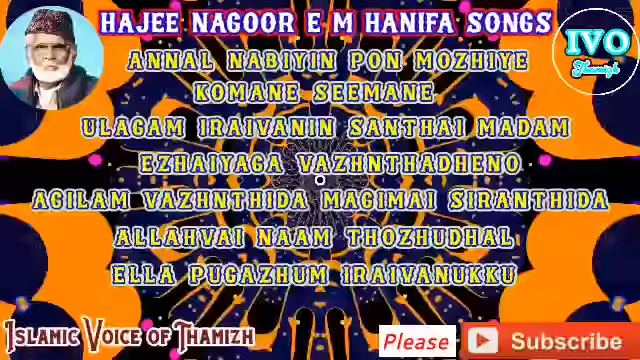 HAJEE NAGOOR E M HANIFA SONGS
IVO
Thamizh
ANNAL NABIYIN PON MOZHIYE
KOMANE SEEMANE
ULAGAM IRAIVANIN SANTHAI MADAM
EZHAIYAGA VAZHNTHADHENO
AGILAM VAZHNTHIDA MAGIMAI SIRANTHIDA
ALLAHVAI NAAM THOZHUDHAL
ELLA PUGAZHUM IRAIVANUKKU
Islamic Voice of Thamizh
Please Subscribe